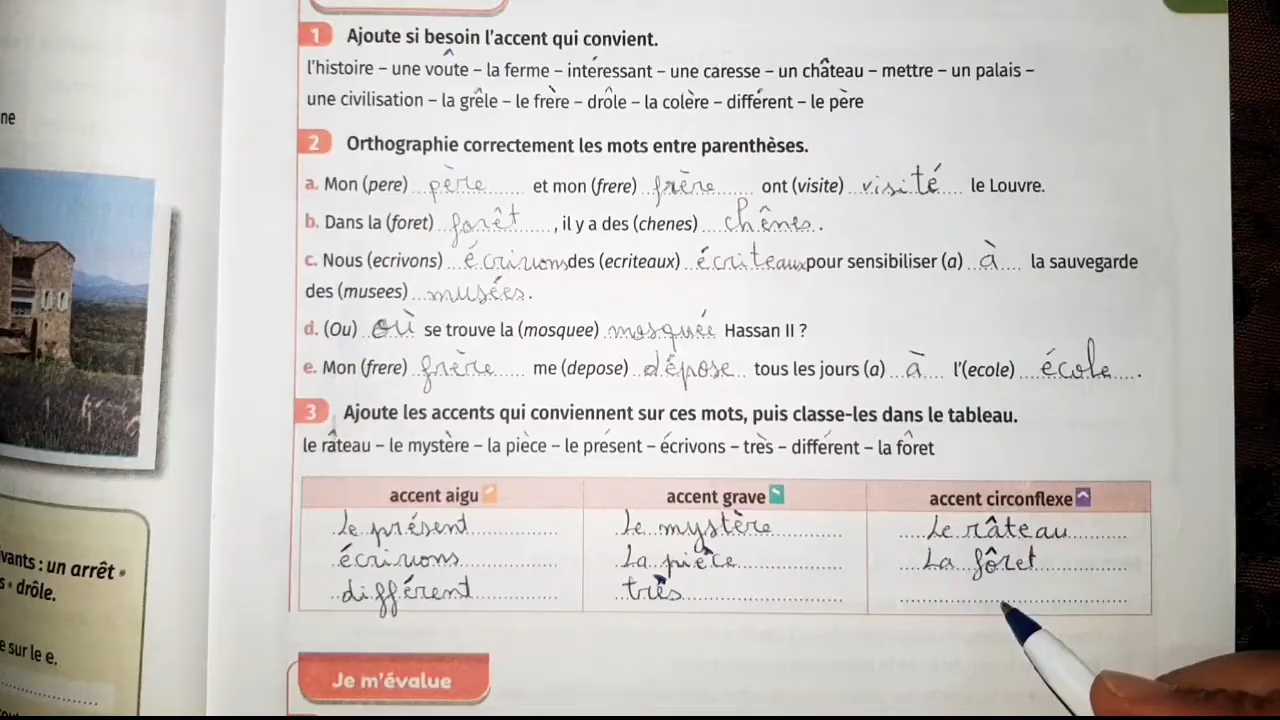 1 Ajoute si besoin l'accent qui convient.
l'histoire – une voûte – la ferme – intéressant – une caresse – un château – mettre – un palais –
une civilisation – la grêle – le frère – drôle – la colère – différent – le père
ne
2 Orthographie correctement les mots entre parenthèses.
a. Mon (pere) père et mon (frere) frère ont (visite) visité le Louvre.
b. Dans la (foret) forêt, il y a des (chenes) chênes.
c. Nous (ecrivons) écrivons des (ecriteaux) écriteaux pour sensibiliser (a) à la sauvegarde
des (musees) musées.
d. (Ou) où se trouve la (mosquee) mosquée Hassan II ?
e. Mon (frere) frère me (depose) dépose tous les jours (a) à l'(ecole) école.
3 Ajoute les accents qui conviennent sur ces mots, puis classe-les dans le tableau.
le râteau – le mystère – la pièce – le présent – écrivons – très – différent – la fôret
accent aigu accent grave accent circonflexe
Le présent Le mystère Le râteau
écrivons La pièce La fôret
différent très
vants : un arrêt •
s • drôle.
e sur le e.
Je m'évalue